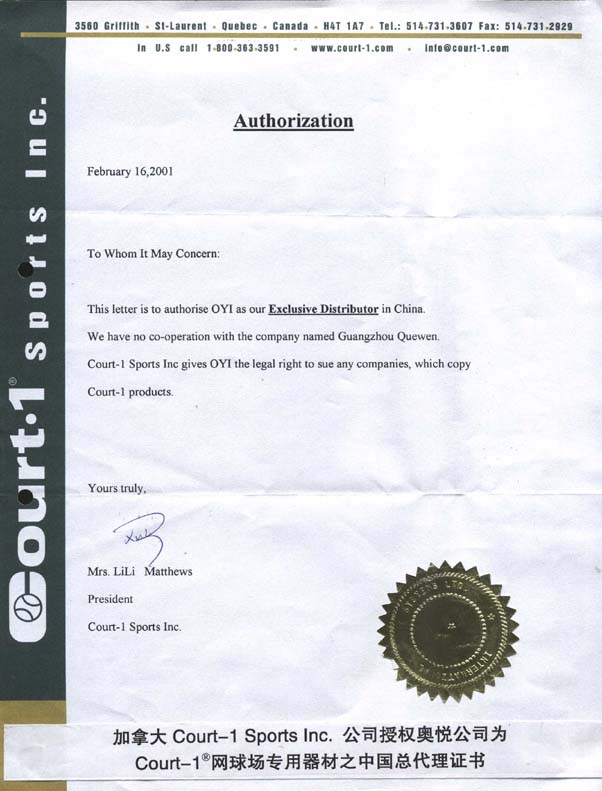 3560 Griffith • St-Laurent • Quebec • Canada • H4T 1A7 • Tel.: 514•731•3607 Fax: 514•731•2929
In U.S call 1•800•363•3591 • www.court-1.com • info@court-1.com
Court•1® Sports Inc.
Authorization
February 16,2001
To Whom It May Concern:
This letter is to authorise OYI as our Exclusive Distributor in China.
We have no co-operation with the company named Guangzhou Quewen.
Court-1 Sports Inc gives OYI the legal right to sue any companies, which copy
Court-1 products.
Yours truly,
Mrs. LiLi Matthews
President
Court-1 Sports Inc.
加拿大 Court-1 Sports Inc. 公司授权奥悦公司为
Court-1®网球场专用器材之中国总代理证书